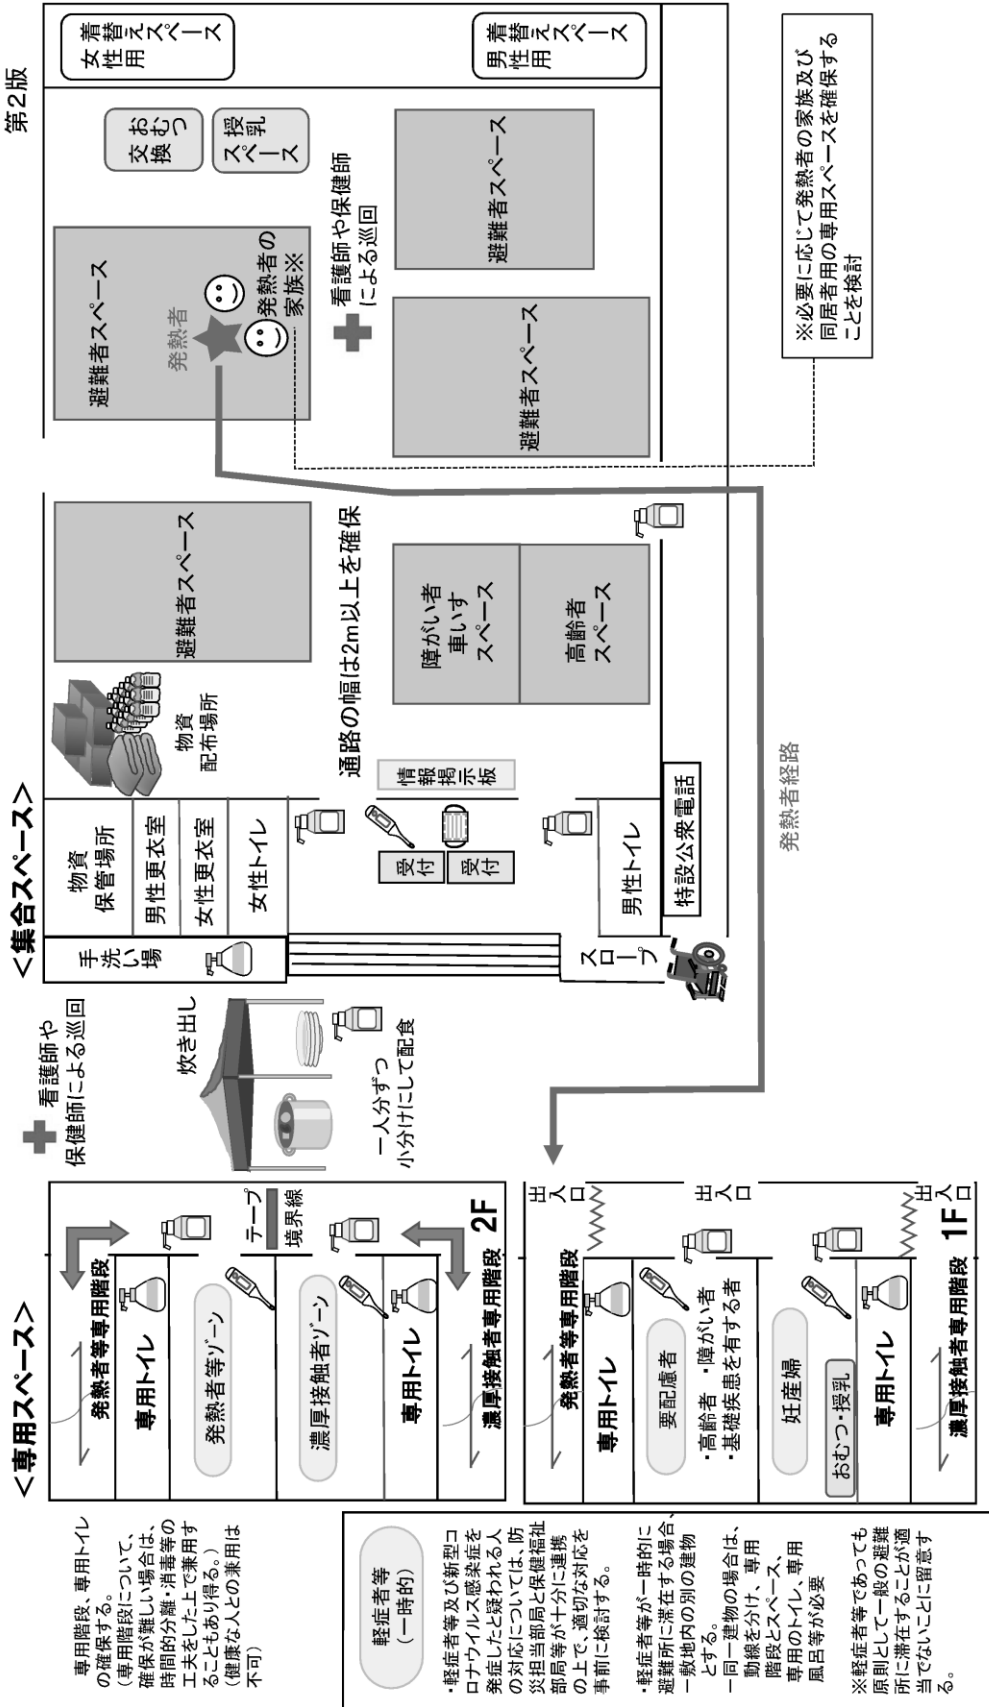 第2版
<専用スペース>
<集合スペース>
専用階段、専用トイレ
の確保する。
(専用階段について、
確保が難しい場合は、
時間的分離・消毒等の
工夫をした上で兼用す
ることもあり得る。)
(健康な人との兼用は
不可)
発熱者等専用階段
専用トイレ
発熱者等ゾーン
濃厚接触者ゾーン
専用トイレ
濃厚接触者専用階段
テープ
境界線
2F
看護師や
保健師による巡回
炊き出し
一人分ずつ
小分けにして配食
手洗い場
スロープ
物資
保管場所
男性更衣室
女性更衣室
女性トイレ
受付
受付
男性トイレ
特設公衆電話
物資
配布場所
情報掲示板
通路の幅は2m以上を確保
避難者スペース
障がい者
車いす
スペース
高齢者
スペース
避難者スペース
発熱者
発熱者の
家族※
看護師や保健師
による巡回
避難者スペース
避難者スペース
おむつ
交換
授乳
スペース
女性用
着替えスペース
男性用
着替えスペース
発熱者経路
※必要に応じて発熱者の家族及び
同居者用の専用スペースを確保する
ことを検討
軽症者等
(一時的)
・軽症者等及び新型コ
ロナウイルス感染症を
発症したと疑われる人
の対応については、防
災担当部局と保健福祉
部局等が十分に連携
の上で、適切な対応を
事前に検討する。
・軽症者等が一時的に
避難所に滞在する場合、
ー敷地内の別の建物
とする。
ー同一建物の場合は、
動線を分け、専用
階段とスペース、
専用のトイレ、専用
風呂等が必要
※軽症者等であっても
原則として一般の避難
所に滞在することが適
当でないことに留意す
る。
発熱者等専用階段
専用トイレ
要配慮者
・高齢者 ・障がい者
・基礎疾患を有する者
妊産婦
おむつ・授乳
専用トイレ
濃厚接触者専用階段
出入口
出入口
出入口
1F